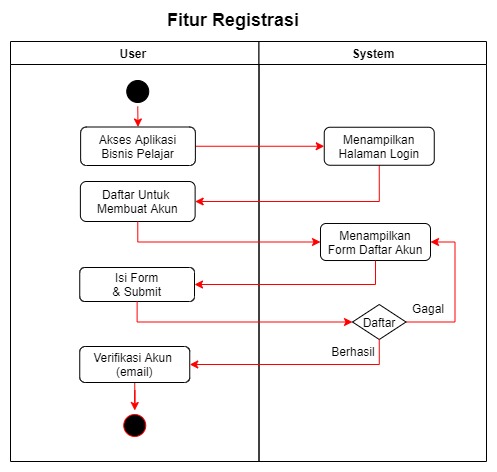 Fitur Registrasi
User
System
Akses Aplikasi
Bisnis Pelajar
Menampilkan
Halaman Login
Daftar Untuk
Membuat Akun
Menampilkan
Form Daftar Akun
Isi Form
& Submit
Daftar
Gagal
Berhasil
Verifikasi Akun
(email)